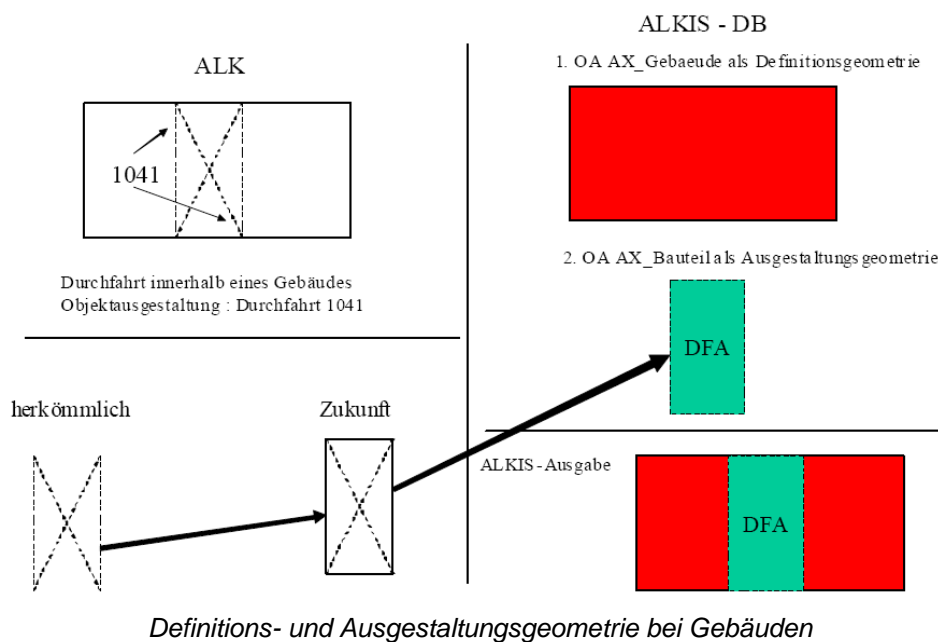 ALK
1041
Durchfahrt innerhalb eines Gebäudes
Objektausgestaltung : Durchfahrt 1041
herkömmlich
Zukunft
ALKIS - DB
1. OA AX_Gebaeude als Definitionsgeometrie
2. OA AX_Bauteil als Ausgestaltungsgeometrie
DFA
ALKIS-Ausgabe
DFA
Definitions- und Ausgestaltungsgeometrie bei Gebäuden